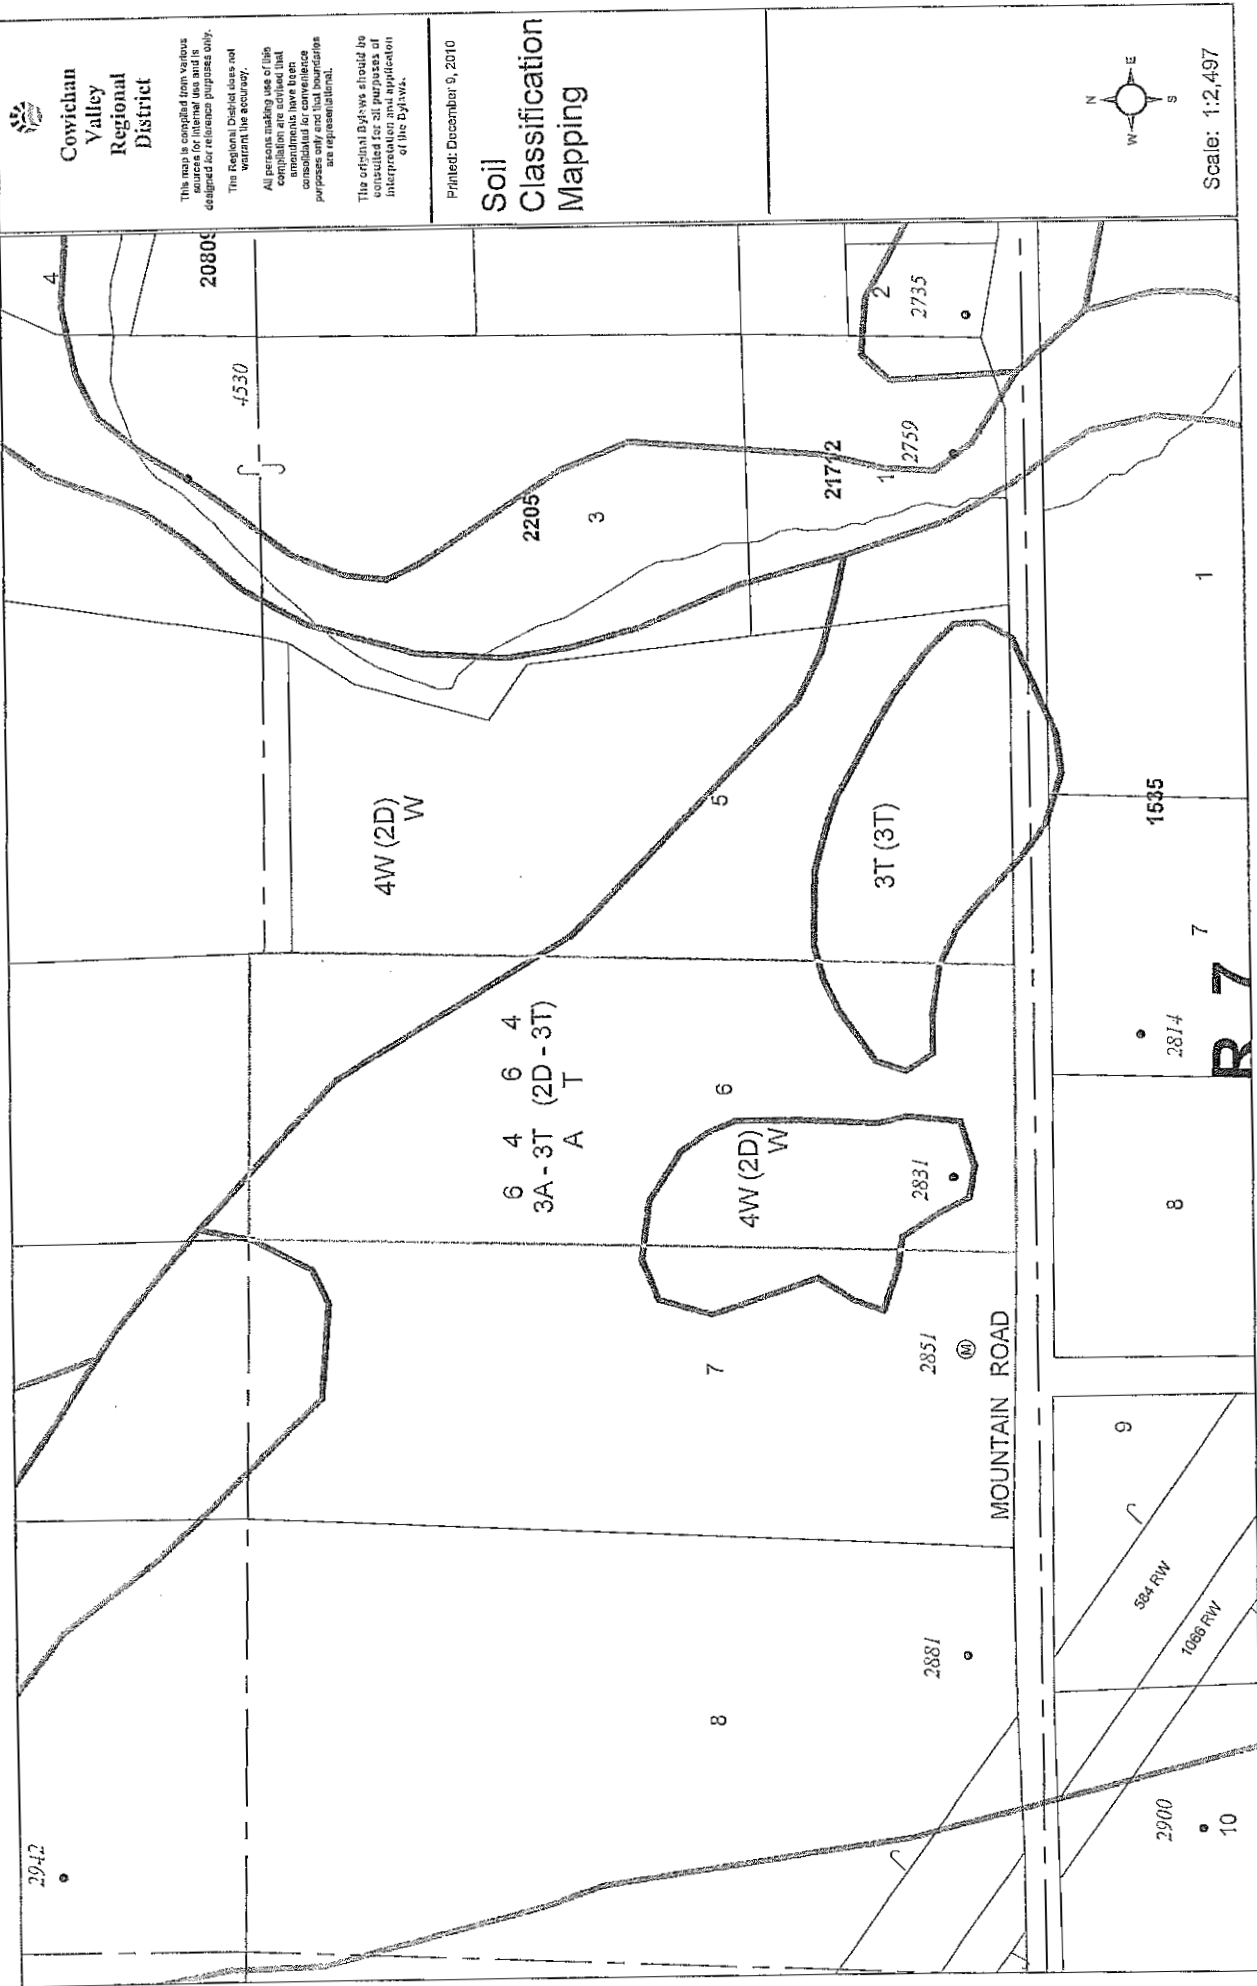 Cowichan
Valley
Regional
District
This map is compiled from various
sources for internal use and is
designed for reference purposes only.
The Regional District does not
warrant the accuracy.
All persons making use of this
compilation are advised that
amendments have been
consolidated for convenience
purposes only and that boundaries
are representational.
The original Bylaws should be
consulted for all purposes of
interpretation and application
of the Bylaws.
Printed: December 9, 2010
Soil
Classification
Mapping
N
W E
S
Scale: 1:2,497
4
20809
4530
2205
3
21712
1
2759
2
2735
1
4W (2D)
W
5
3T (3T)
1535
7
R 7
2814
6 4 6 4
3A - 3T (2D - 3T)
A T
6
4W (2D)
W
2831
8
7
2851
M
MOUNTAIN ROAD
9
584 RW
1066 RW
2881
8
2942
2900
10